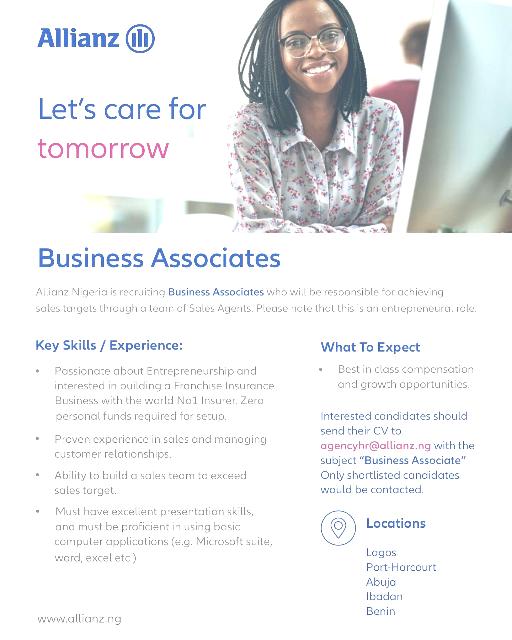 Allianz
Let's care for
tomorrow
Business Associates
Allianz Nigeria is recruiting Business Associates who will be responsible for achieving
sales targets through a team of Sales Agents. Please note that this is an entrepreneural role.
Key Skills / Experience:
• Passionate about Entrepreneurship and
interested in building a Franchise Insurance
Business with the world No1 Insurer. Zero
personal funds required for setup.
• Proven experience in sales and managing
customer relationships.
• Ability to build a sales team to exceed
sales target.
• Must have excellent presentation skills,
and must be proficient in using basic
computer applications (e.g. Microsoft suite,
word, excel etc.)
www.allianz.ng
What To Expect
• Best in class compensation
and growth opportunities.
Interested candidates should
send their CV to
agencyhr@allianz.ng with the
subject "Business Associate"
Only shortlisted candidates
would be contacted.
Locations
Lagos
Port-Harcourt
Abuja
Ibadan
Benin